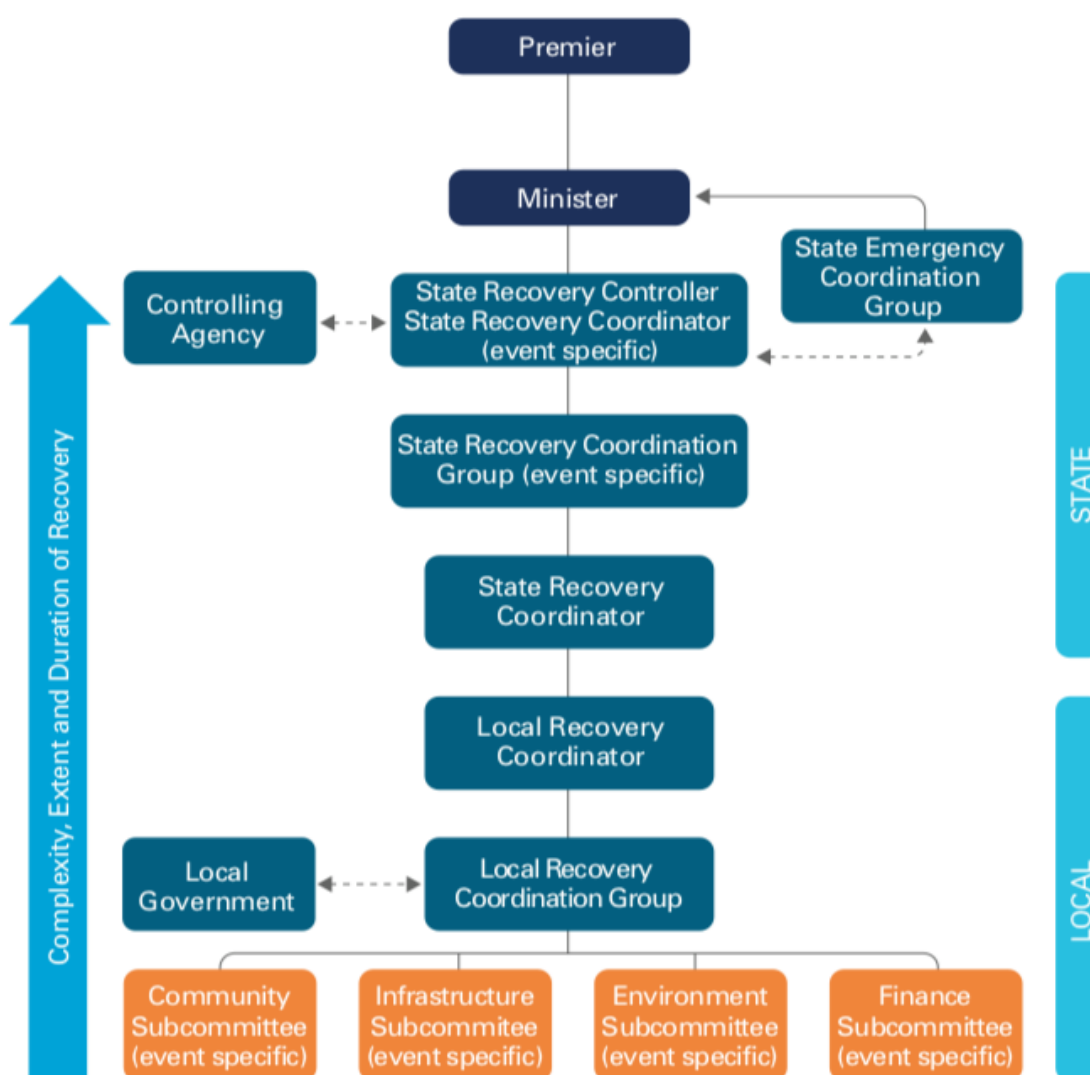 Premier
Minister
State Emergency
Coordination
Group
Controlling
Agency
State Recovery Controller
State Recovery Coordinator
(event specific)
State Recovery Coordination
Group (event specific)
State Recovery
Coordinator
Local Recovery
Coordinator
Local
Government
Local Recovery
Coordination Group
Community
Subcommittee
(event specific)
Infrastructure
Subcommitee
(event specific)
Environment
Subcommittee
(event specific)
Finance
Subcommittee
(event specific)
Complexity, Extent and Duration of Recovery
STATE
LOCAL